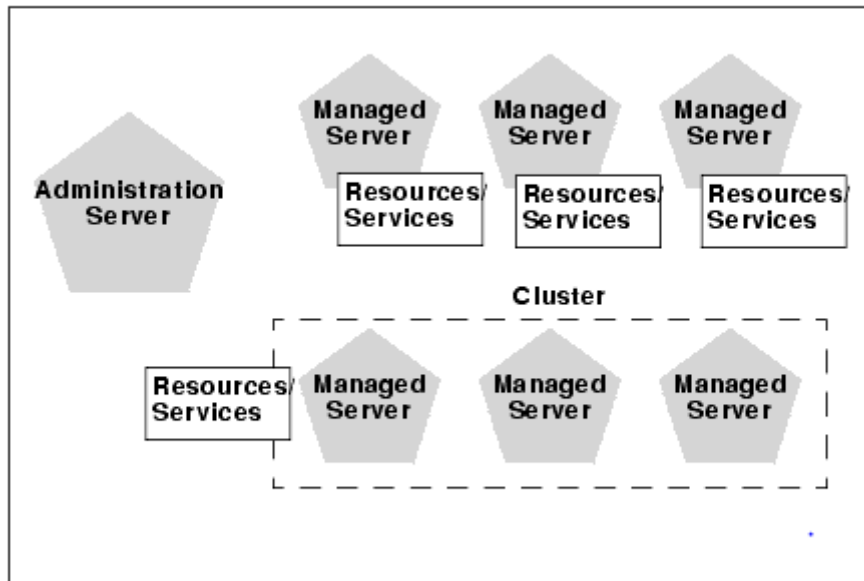 Managed
Server
Managed
Server
Managed
Server
Administration
Server
Resources/
Services
Resources/
Services
Resources/
Services
Cluster
Resources/
Services
Managed
Server
Managed
Server
Managed
Server